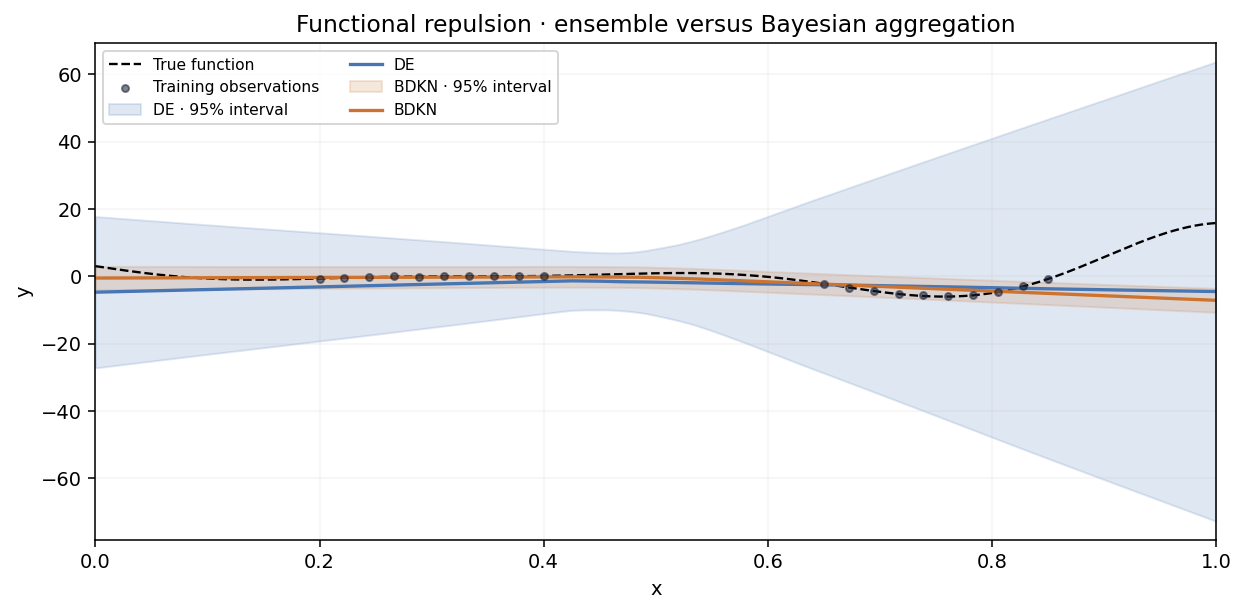 Functional repulsion · ensemble versus Bayesian aggregation
True function
Training observations
DE · 95% interval
DE
BDKN · 95% interval
BDKN
60
40
20
0
−20
−40
−60
y
0.0 0.2 0.4 0.6 0.8 1.0
x